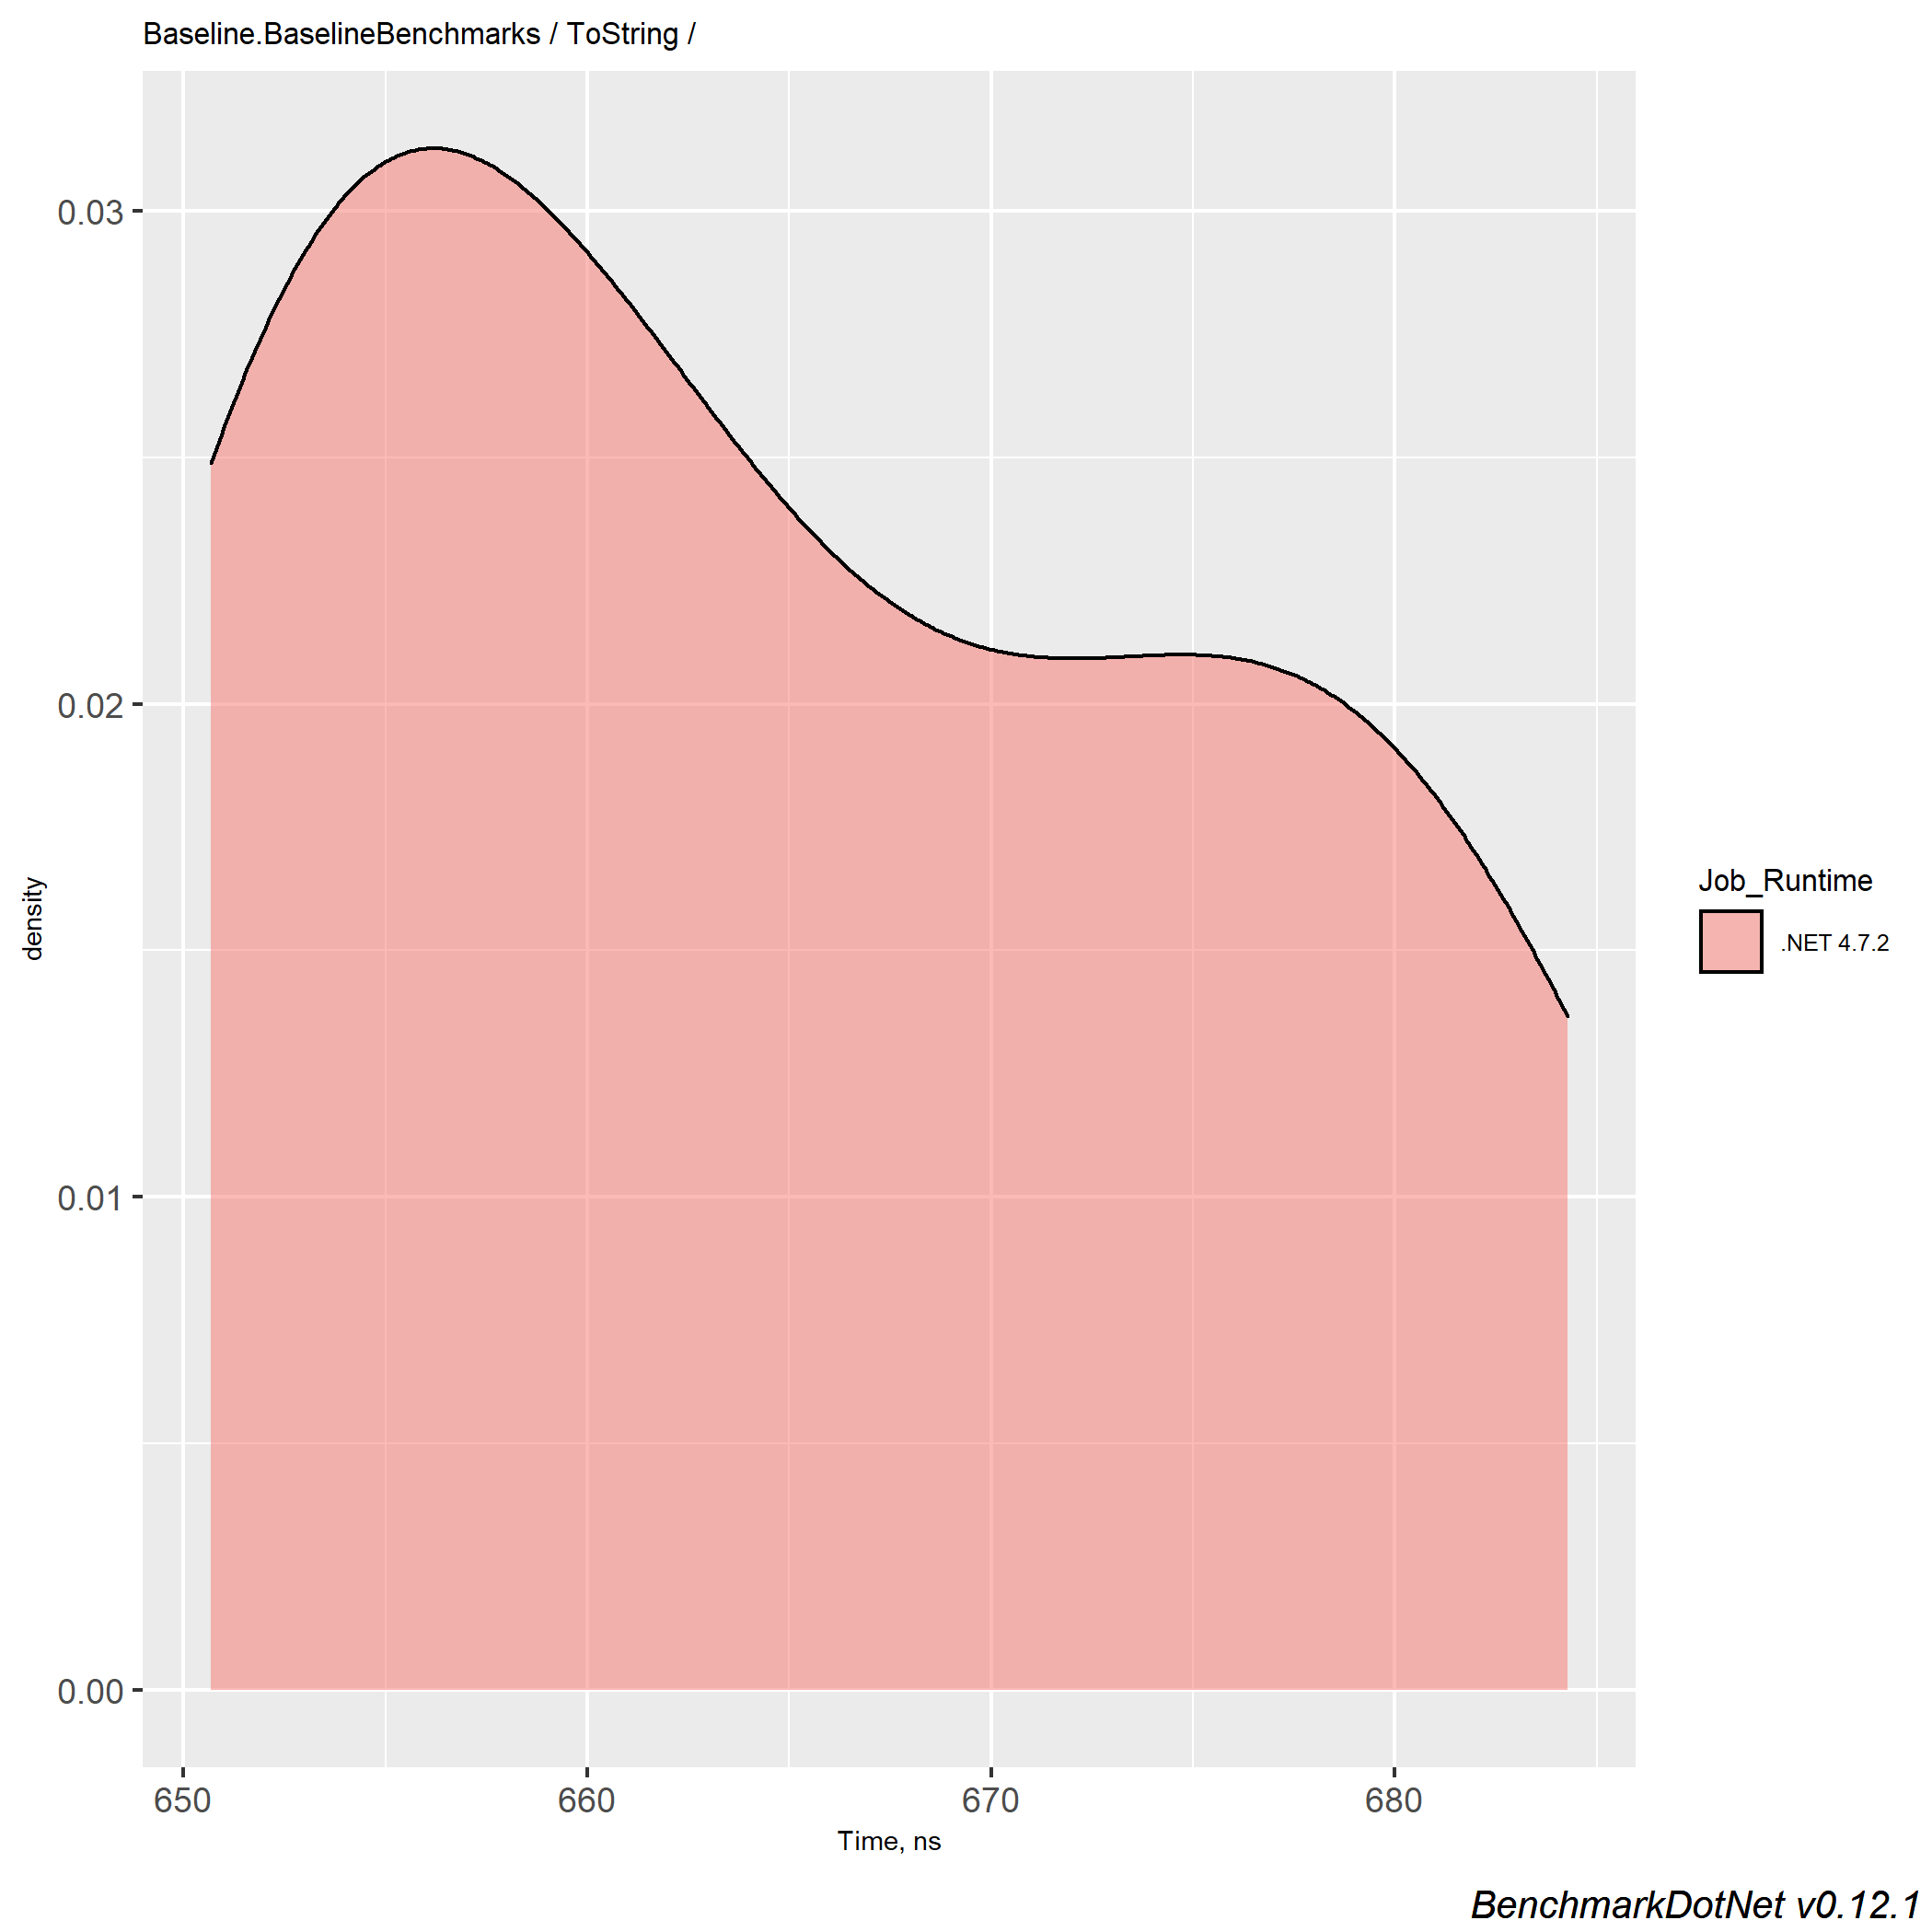 Baseline.BaselineBenchmarks / ToString /
0.03
0.02
0.01
0.00
density
650 660 670 680
Time, ns
Job_Runtime
.NET 4.7.2
BenchmarkDotNet v0.12.1